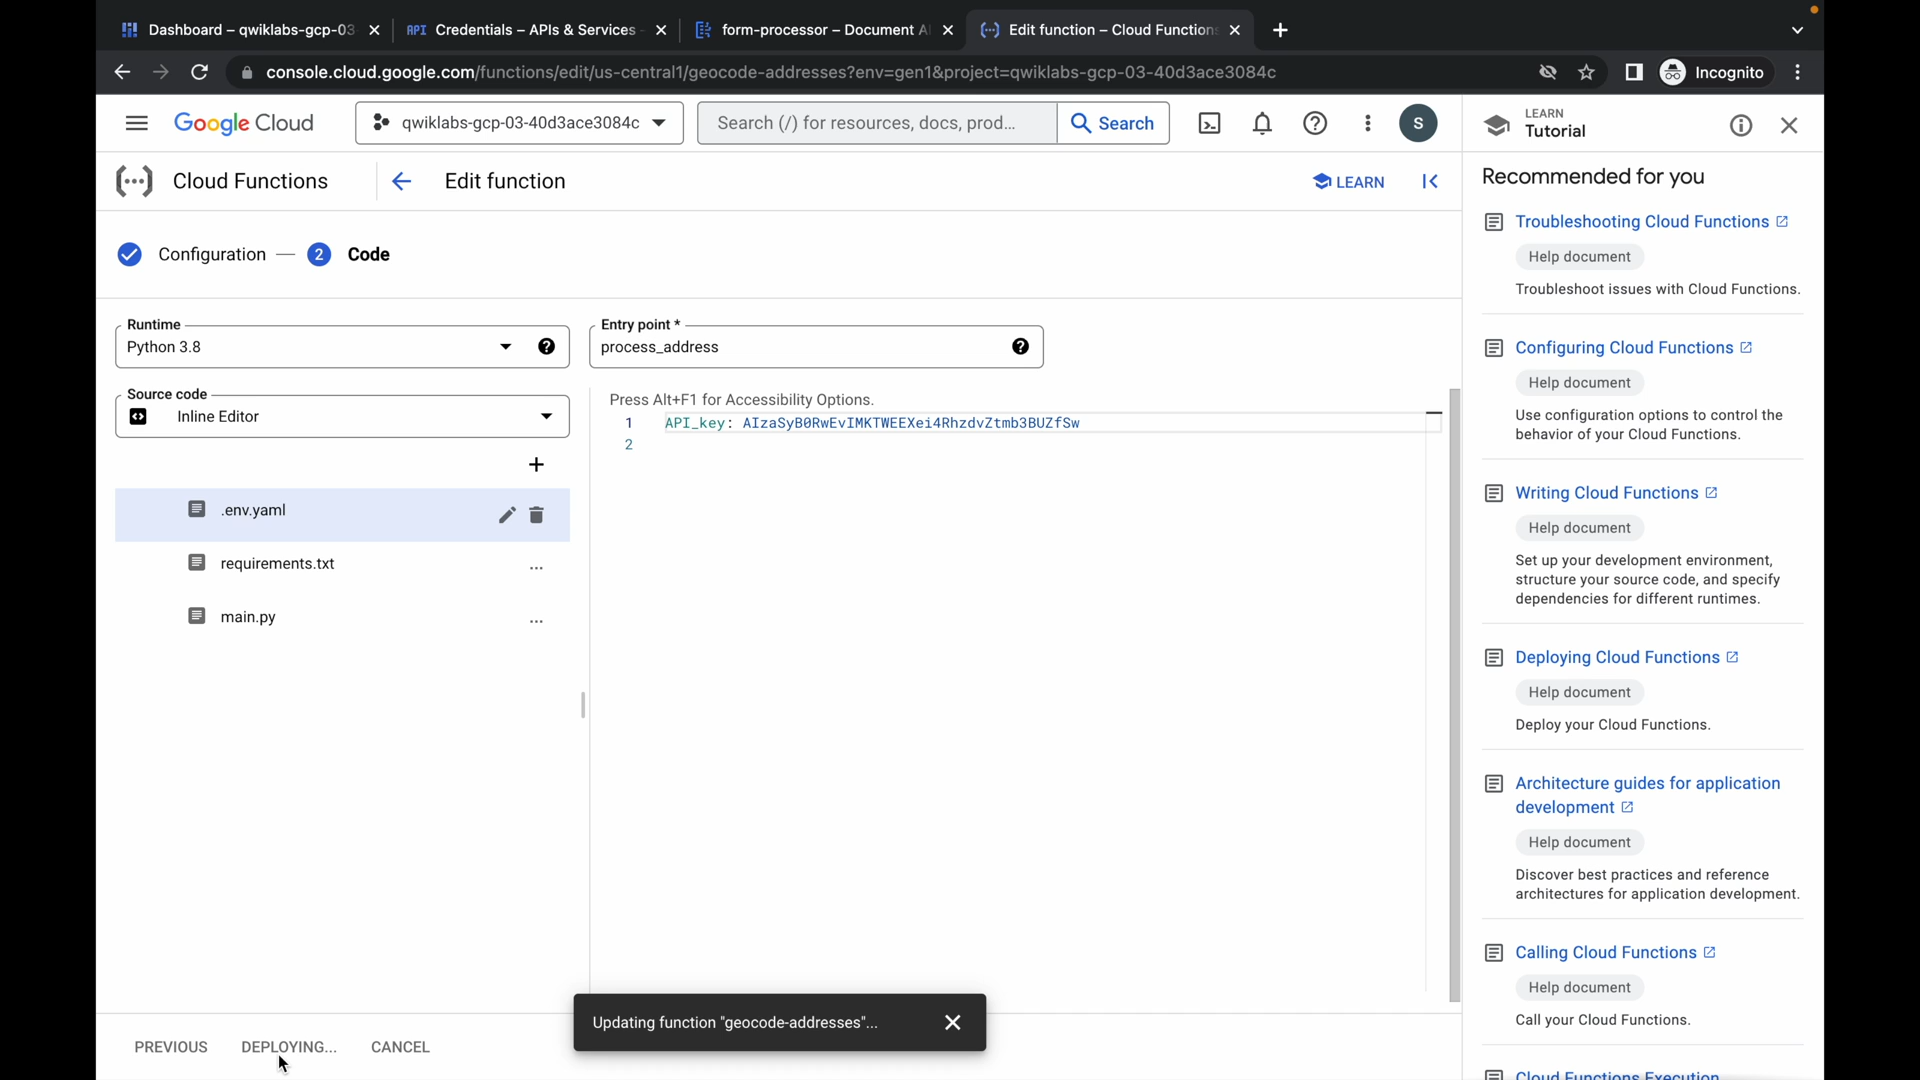 Dashboard – qwiklabs-gcp-03
API Credentials – APIs & Services
form-processor – Document AI
Edit function – Cloud Functions
console.cloud.google.com/functions/edit/us-central1/geocode-addresses?env=gen1&project=qwiklabs-gcp-03-40d3ace3084c
Incognito
Google Cloud
qwiklabs-gcp-03-40d3ace3084c
Search (/) for resources, docs, prod...
Search
S
LEARN
Tutorial
Cloud Functions
Edit function
LEARN
Configuration
2 Code
Runtime
Python 3.8
Entry point *
process_address
Source code
Inline Editor
Press Alt+F1 for Accessibility Options.
1 API_key: AIzaSyB0RwEvIMKTWEEXei4RhzdvZtmb3BUZfSw
2
.env.yaml
requirements.txt ...
main.py ...
Updating function "geocode-addresses"...
PREVIOUS
DEPLOYING...
CANCEL
Recommended for you
Troubleshooting Cloud Functions
Help document
Troubleshoot issues with Cloud Functions.
Configuring Cloud Functions
Help document
Use configuration options to control the
behavior of your Cloud Functions.
Writing Cloud Functions
Help document
Set up your development environment,
structure your source code, and specify
dependencies for different runtimes.
Deploying Cloud Functions
Help document
Deploy your Cloud Functions.
Architecture guides for application
development
Help document
Discover best practices and reference
architectures for application development.
Calling Cloud Functions
Help document
Call your Cloud Functions.
Cloud Functions Execution